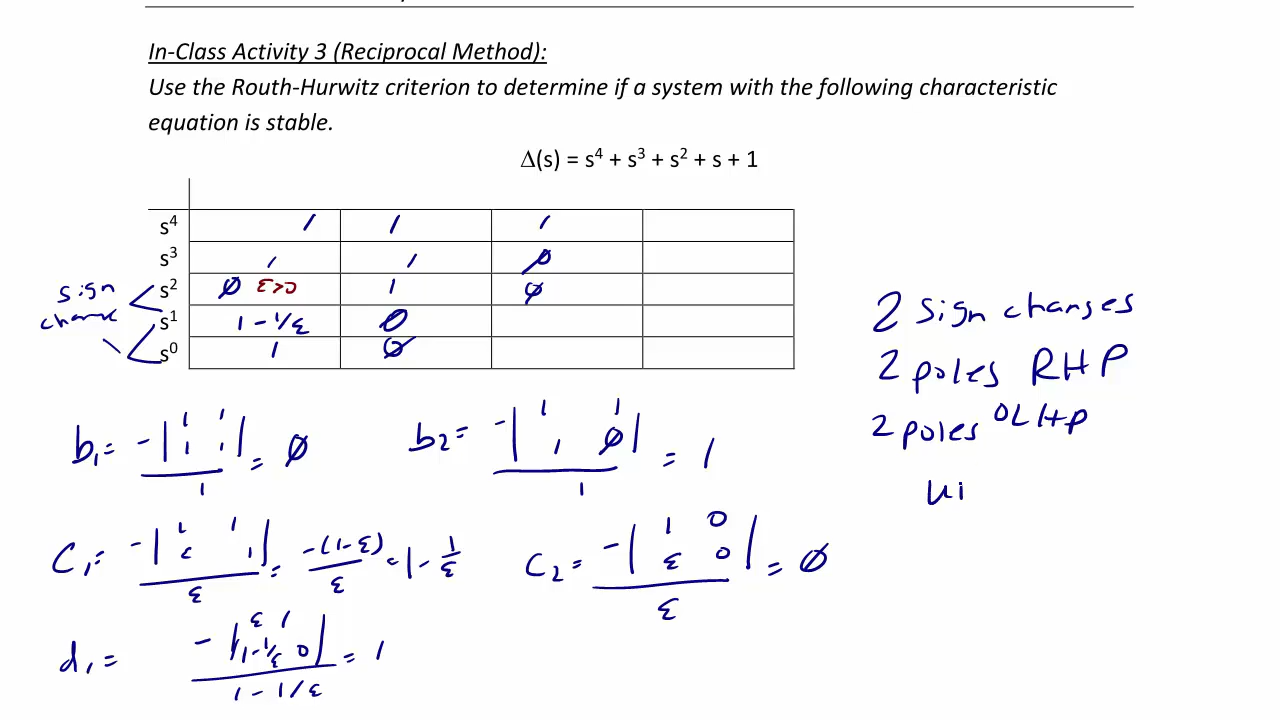 In-Class Activity 3 (Reciprocal Method):
Use the Routh-Hurwitz criterion to determine if a system with the following characteristic
equation is stable.
Δ(s) = s⁴ + s³ + s² + s + 1
s⁴ 1 1 1
s³ 1 1 0
s² 0 ε>0 1 0
s¹ 1 - 1/ε 0
s⁰ 1 0
sign
change
2 sign changes
2 poles RHP
2 poles OLHP
b₁ = -|1 1; 1 1| / 1 = 0
b₂ = -|1 1; 1 0| / 1 = 1
C₁ = -|1 1; ε 1| / ε = -(1-ε) / ε = 1 - 1/ε
C₂ = -|1 0; ε 0| / ε = 0
d₁ = -|ε 1; 1-1/ε 0| / 1 - 1/ε = 1